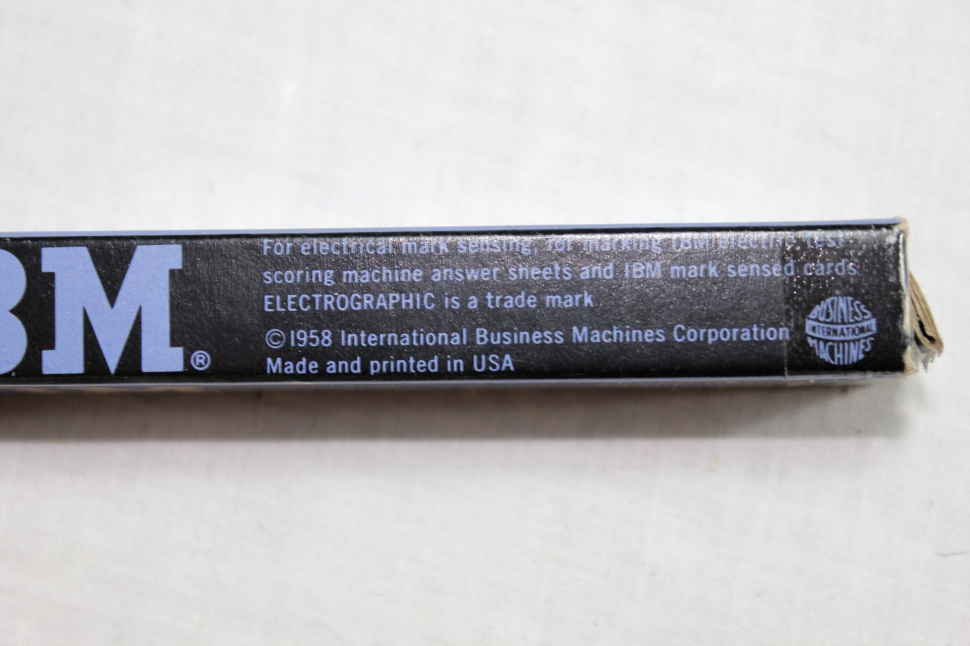 BM®
For electrical mark sensing, for marking IBM electric test
scoring machine answer sheets and IBM mark sensed cards
ELECTROGRAPHIC is a trade mark
© 1958 International Business Machines Corporation
Made and printed in USA
BUSINESS
INTERNATIONAL
MACHINES